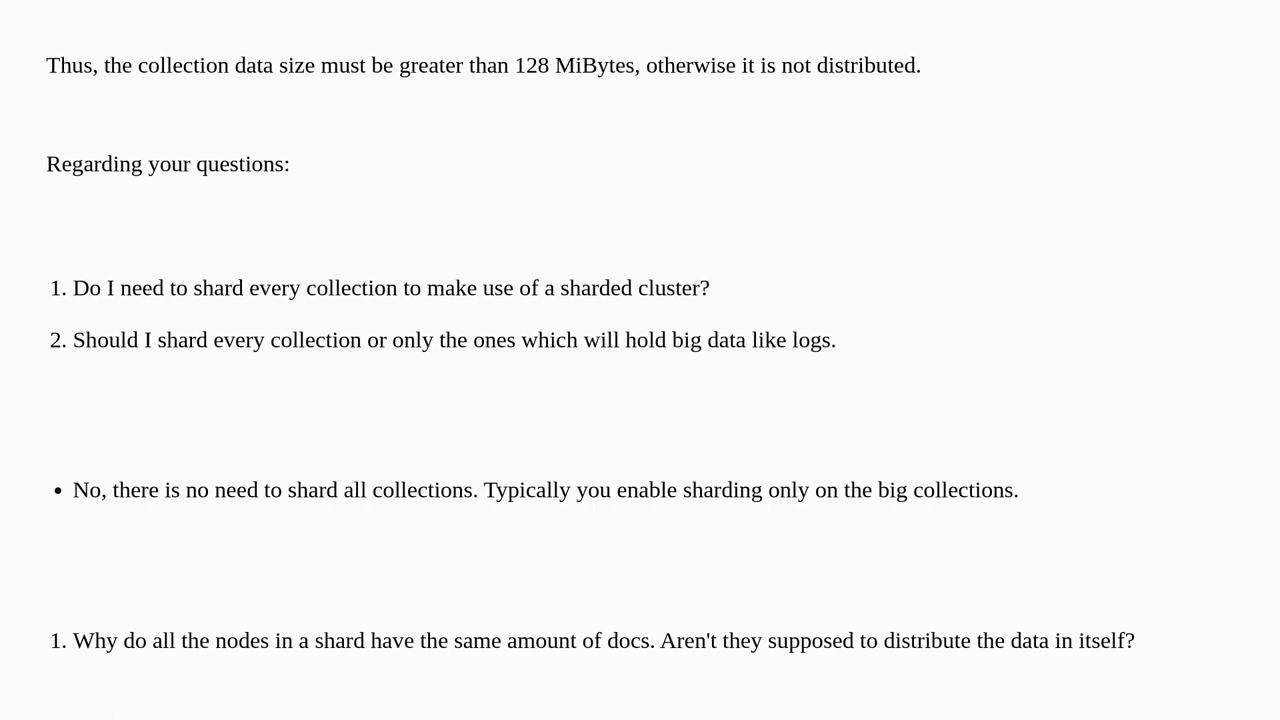 Thus, the collection data size must be greater than 128 MiBytes, otherwise it is not distributed.
Regarding your questions:
1. Do I need to shard every collection to make use of a sharded cluster?
2. Should I shard every collection or only the ones which will hold big data like logs.
• No, there is no need to shard all collections. Typically you enable sharding only on the big collections.
1. Why do all the nodes in a shard have the same amount of docs. Aren't they supposed to distribute the data in itself?